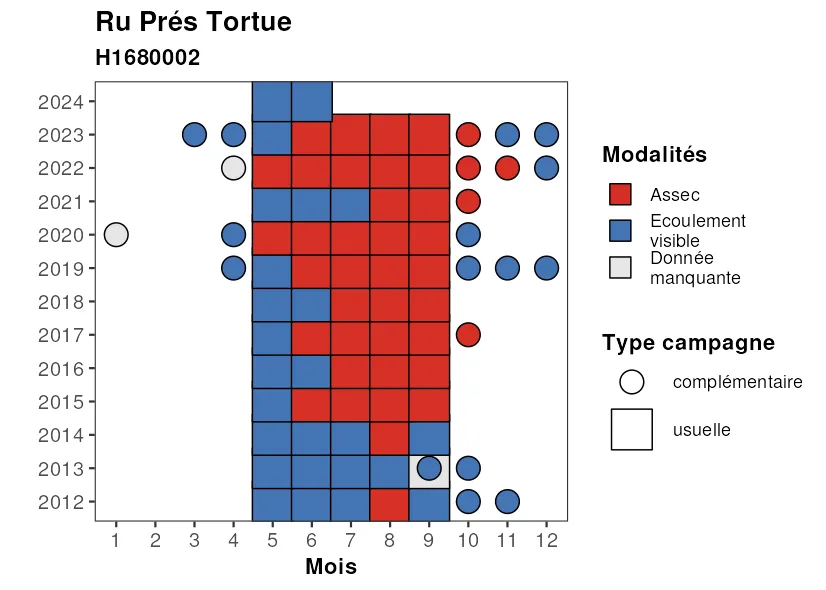 Ru Prés Tortue
H1680002
2024
2023
2022
2021
2020
2019
2018
2017
2016
2015
2014
2013
2012
1 2 3 4 5 6 7 8 9 10 11 12
Mois
Modalités
Assec
Ecoulement
visible
Donnée
manquante
Type campagne
complémentaire
usuelle